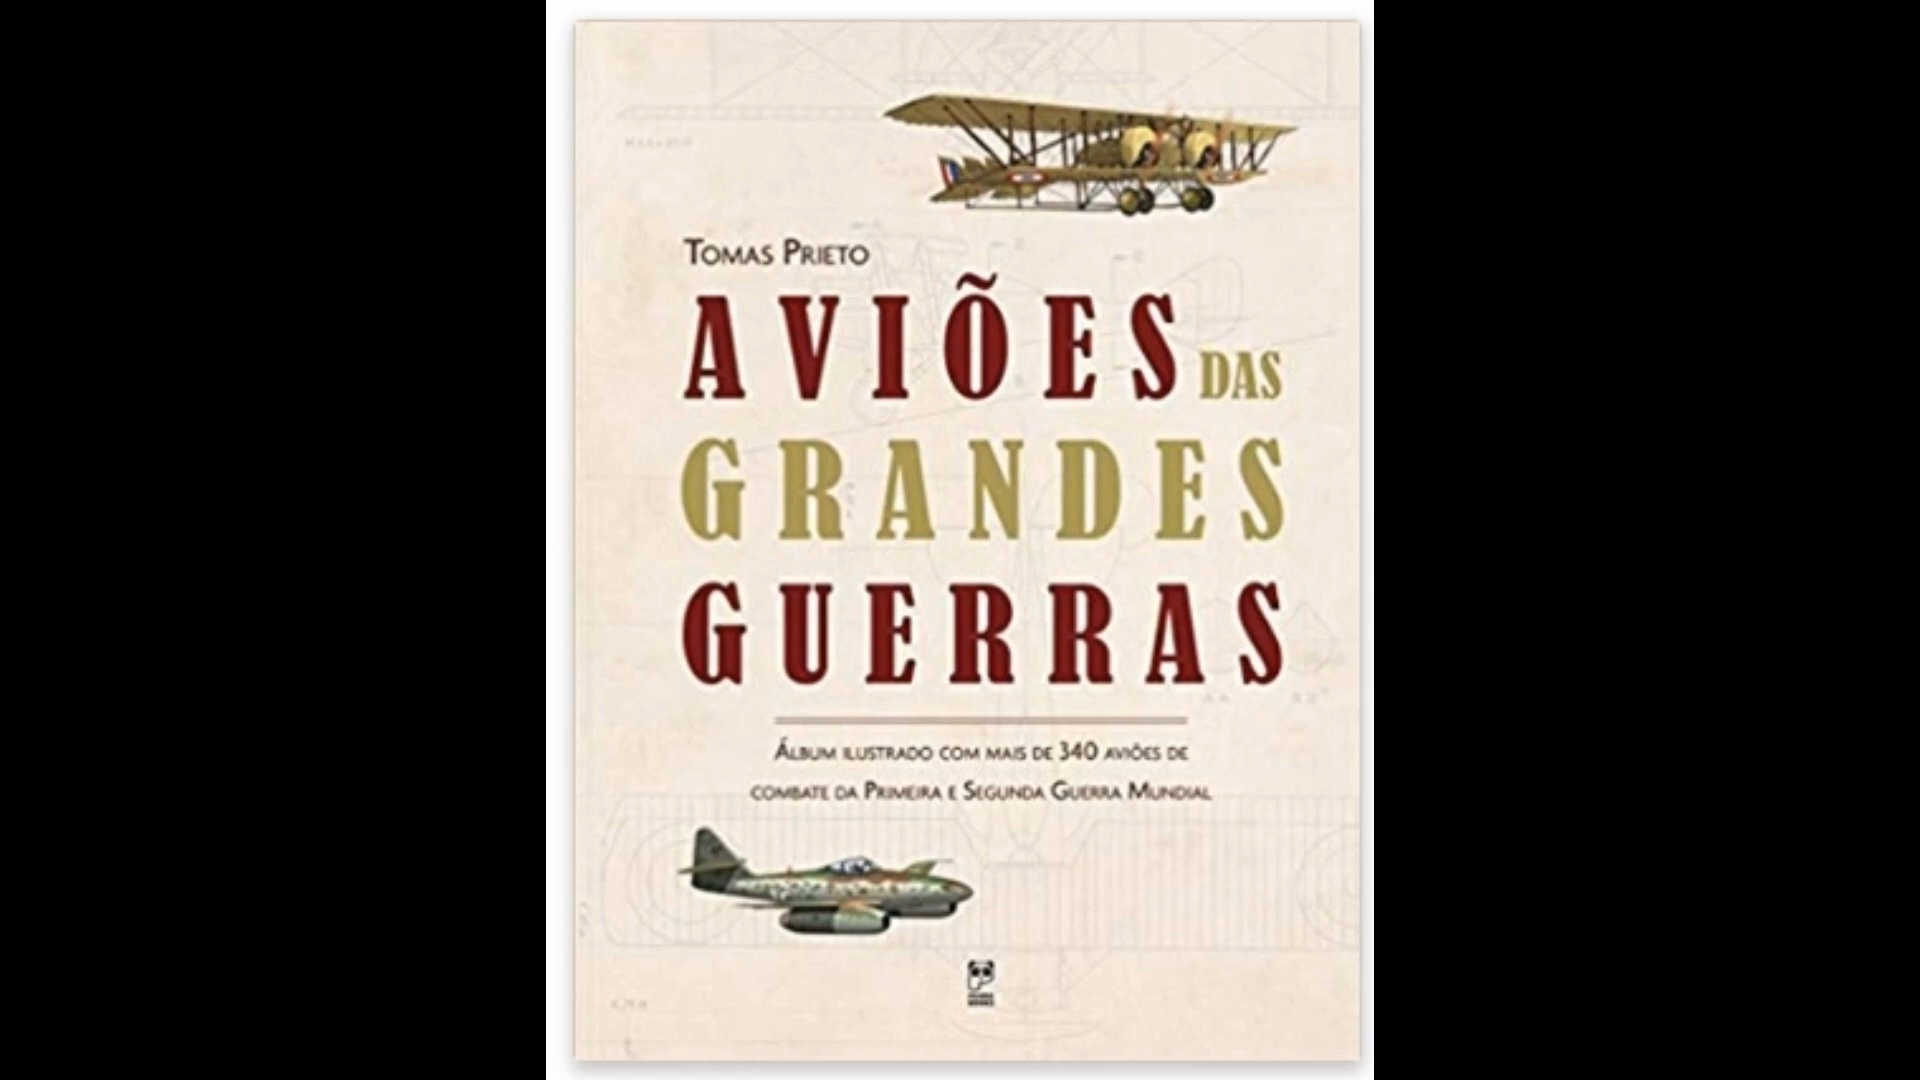 Tomas Prieto
AVIÕES DAS
GRANDES
GUERRAS
Álbum ilustrado com mais de 340 aviões de
combate da Primeira e Segunda Guerra Mundial